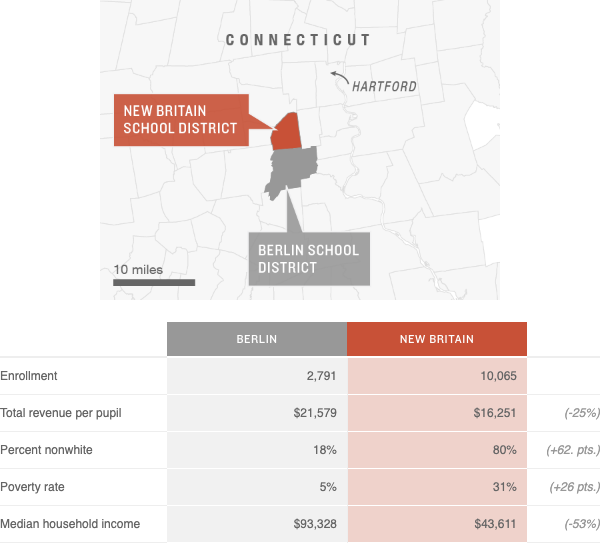 CONNECTICUT
HARTFORD
NEW BRITAIN
SCHOOL DISTRICT
BERLIN SCHOOL
DISTRICT
10 miles
BERLIN NEW BRITAIN
Enrollment 2,791 10,065
Total revenue per pupil $21,579 $16,251 (-25%)
Percent nonwhite 18% 80% (+62. pts.)
Poverty rate 5% 31% (+26 pts.)
Median household income $93,328 $43,611 (-53%)